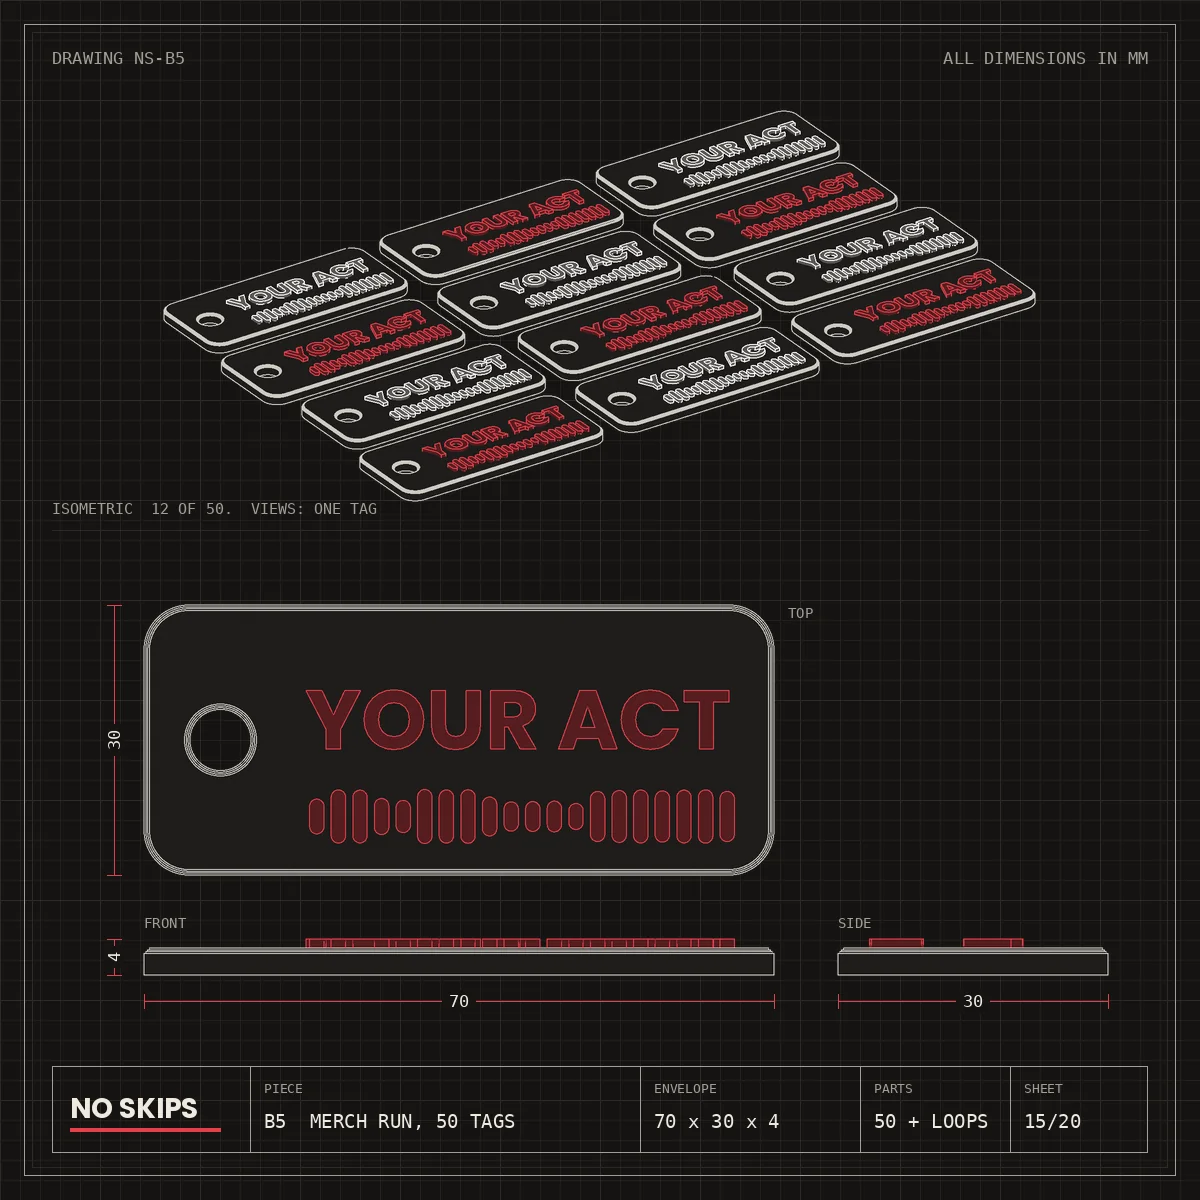 DRAWING NS-B5
ALL DIMENSIONS IN MM
YOUR ACT
YOUR ACT
YOUR ACT
YOUR ACT
YOUR ACT
YOUR ACT
YOUR ACT
YOUR ACT
YOUR ACT
YOUR ACT
YOUR ACT
YOUR ACT
ISOMETRIC  12 OF 50.  VIEWS: ONE TAG
TOP
30
YOUR ACT
FRONT
SIDE
4
70
30
NO SKIPS
PIECE
B5  MERCH RUN, 50 TAGS
ENVELOPE
70 x 30 x 4
PARTS
50 + LOOPS
SHEET
15/20